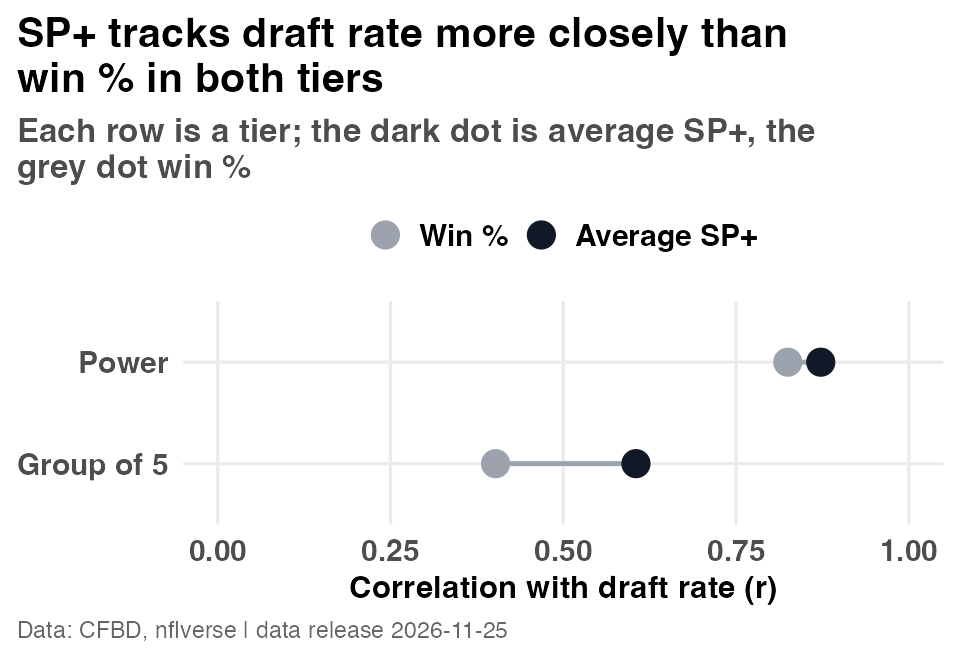 SP+ tracks draft rate more closely than
win % in both tiers
Each row is a tier; the dark dot is average SP+, the
grey dot win %
Win % Average SP+
Power
Group of 5
0.00 0.25 0.50 0.75 1.00
Correlation with draft rate (r)
Data: CFBD, nflverse | data release 2026-11-25